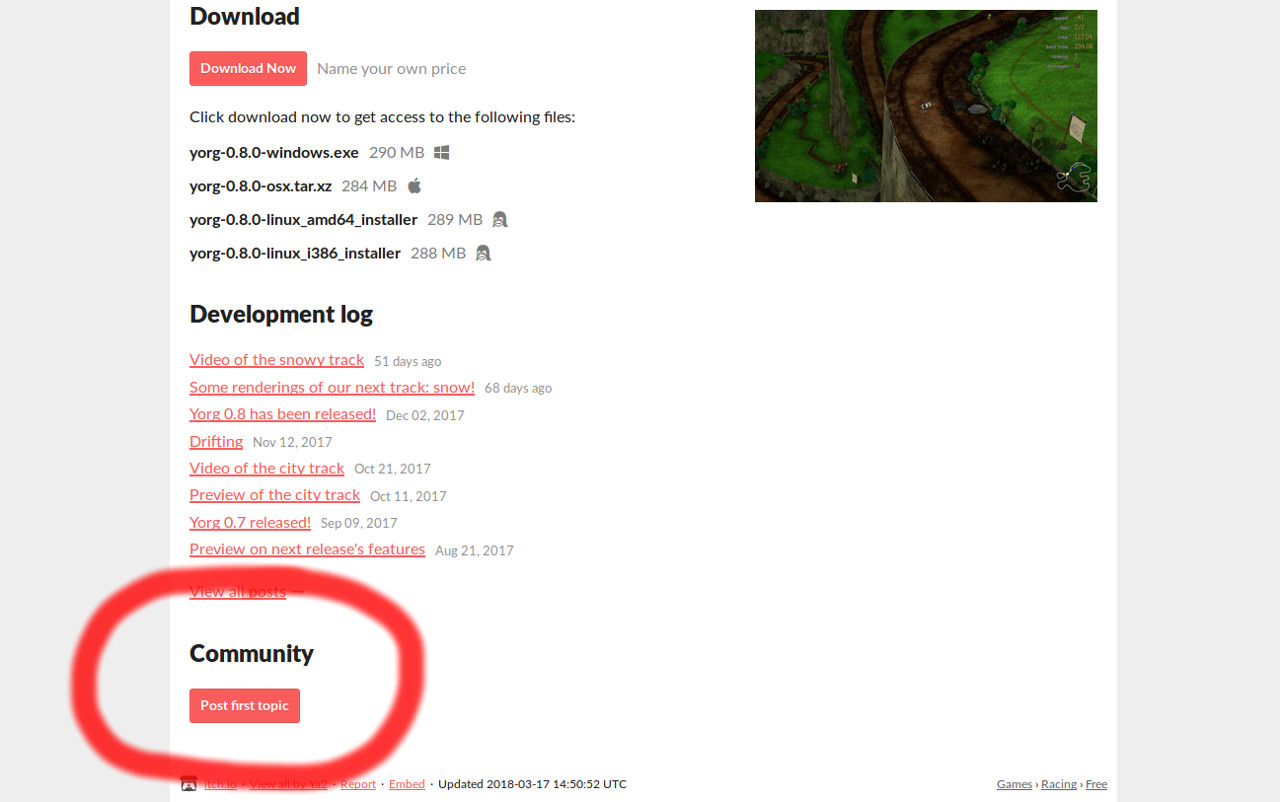 Download
Download Now Name your own price
Click download now to get access to the following files:
yorg-0.8.0-windows.exe 290 MB
yorg-0.8.0-osx.tar.xz 284 MB
yorg-0.8.0-linux_amd64_installer 289 MB
yorg-0.8.0-linux_i386_installer 288 MB
Development log
Video of the snowy track 51 days ago
Some renderings of our next track: snow! 68 days ago
Yorg 0.8 has been released! Dec 02, 2017
Drifting Nov 12, 2017
Video of the city track Oct 21, 2017
Preview of the city track Oct 11, 2017
Yorg 0.7 released! Sep 09, 2017
Preview on next release's features Aug 21, 2017
View all posts →
Community
Post first topic
itch.io · View all by Ya2 · Report · Embed · Updated 2018-03-17 14:50:52 UTC
Games › Racing › Free